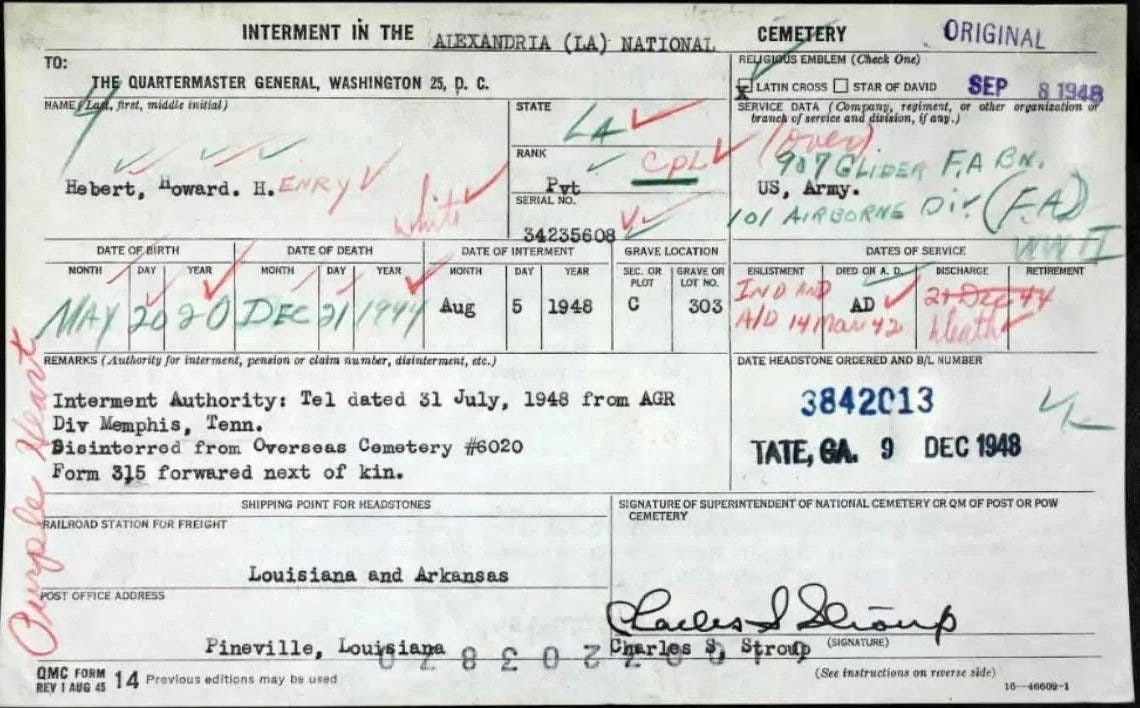 INTERMENT IN THE ALEXANDRIA (LA) NATIONAL CEMETERY ORIGINAL
TO:
THE QUARTERMASTER GENERAL, WASHINGTON 25, D. C.
RELIGIOUS EMBLEM (Check One)
x LATIN CROSS STAR OF DAVID SEP 8 1948
NAME (Last, first, middle initial)
Hebert, Howard. H. ENRY
white
STATE
LA
RANK
Pvt CPL
SERIAL NO.
34235608
SERVICE DATA (Company, regiment, or other organization or
branch of service and division, if any.)
(over)
907 GLIDER F.A BN.
US, Army.
101 AIRBORNE Div. (F.A)
WW II
DATE OF BIRTH
MONTH DAY YEAR
MAY 20 20
DATE OF DEATH
MONTH DAY YEAR
DEC 21 1944
DATE OF INTERMENT
MONTH DAY YEAR
Aug 5 1948
GRAVE LOCATION
SEC. OR PLOT GRAVE OR LOT NO.
C 303
DATES OF SERVICE
ENLISTMENT DIED ON A. D. DISCHARGE RETIREMENT
IND AND AD 21 Dec 44
A/D 14 Mar 42 death
REMARKS (Authority for interment, pension or claim number, disinterment, etc.)
Interment Authority: Tel dated 31 July, 1948 from AGR
Div Memphis, Tenn.
Disinterred from Overseas Cemetery #6020
Form 315 forwared next of kin.
Purple Heart
DATE HEADSTONE ORDERED AND B/L NUMBER
3842013
TATE, GA. 9 DEC 1948
SHIPPING POINT FOR HEADSTONES
RAILROAD STATION FOR FREIGHT
Louisiana and Arkansas
POST OFFICE ADDRESS
Pineville, Louisiana
SIGNATURE OF SUPERINTENDENT OF NATIONAL CEMETERY OR QM OF POST OR POW
CEMETERY
Charles S Stroup
Charles S. Stroup (SIGNATURE)
QMC FORM
REV 1 AUG 45 14 Previous editions may be used
(See instructions on reverse side)
16—46609-1